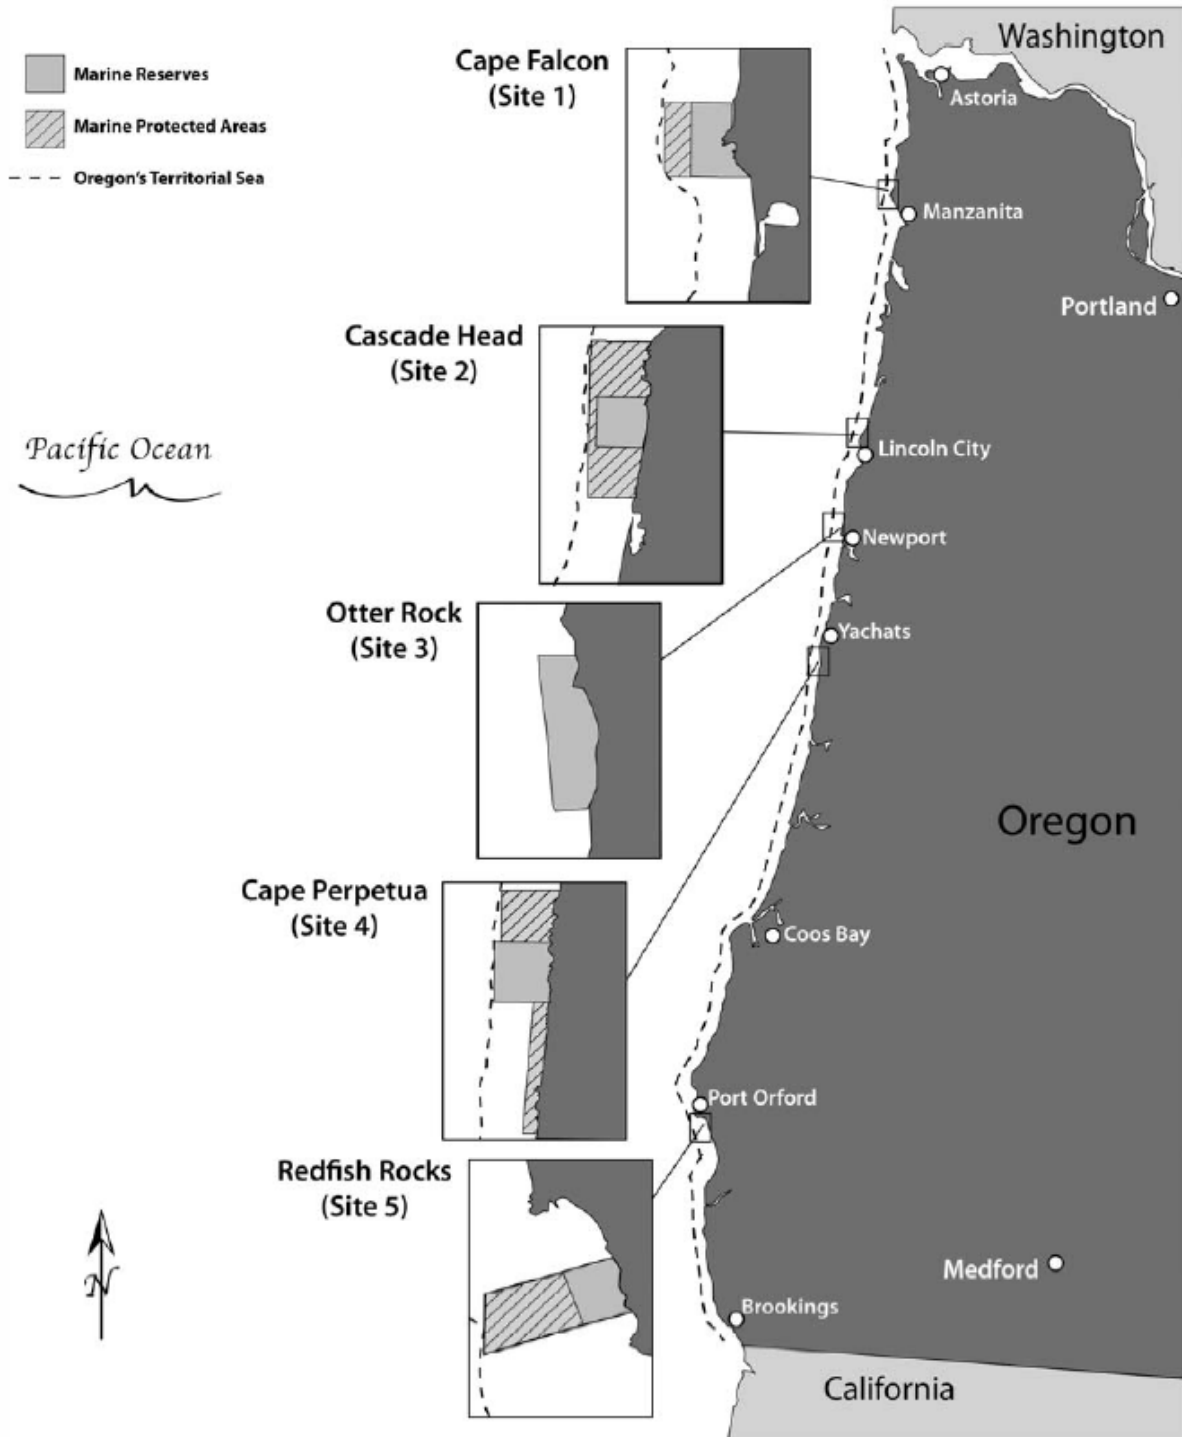 Marine Reserves
Marine Protected Areas
Oregon's Territorial Sea
Pacific Ocean
N
Cape Falcon
(Site 1)
Cascade Head
(Site 2)
Otter Rock
(Site 3)
Cape Perpetua
(Site 4)
Redfish Rocks
(Site 5)
Washington
Astoria
Manzanita
Portland
Lincoln City
Newport
Yachats
Oregon
Coos Bay
Port Orford
Medford
Brookings
California